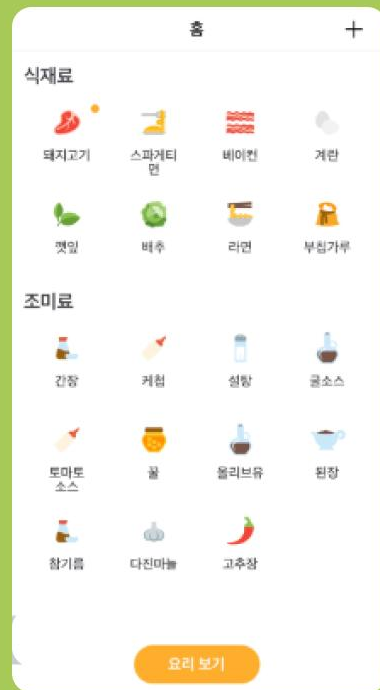 홈
식재료
돼지고기 스파게티면 베이컨 계란
깻잎 배추 라면 부침가루
조미료
간장 케첩 설탕 굴소스
토마토소스 꿀 올리브유 된장
참기름 다진마늘 고추장
요리 보기